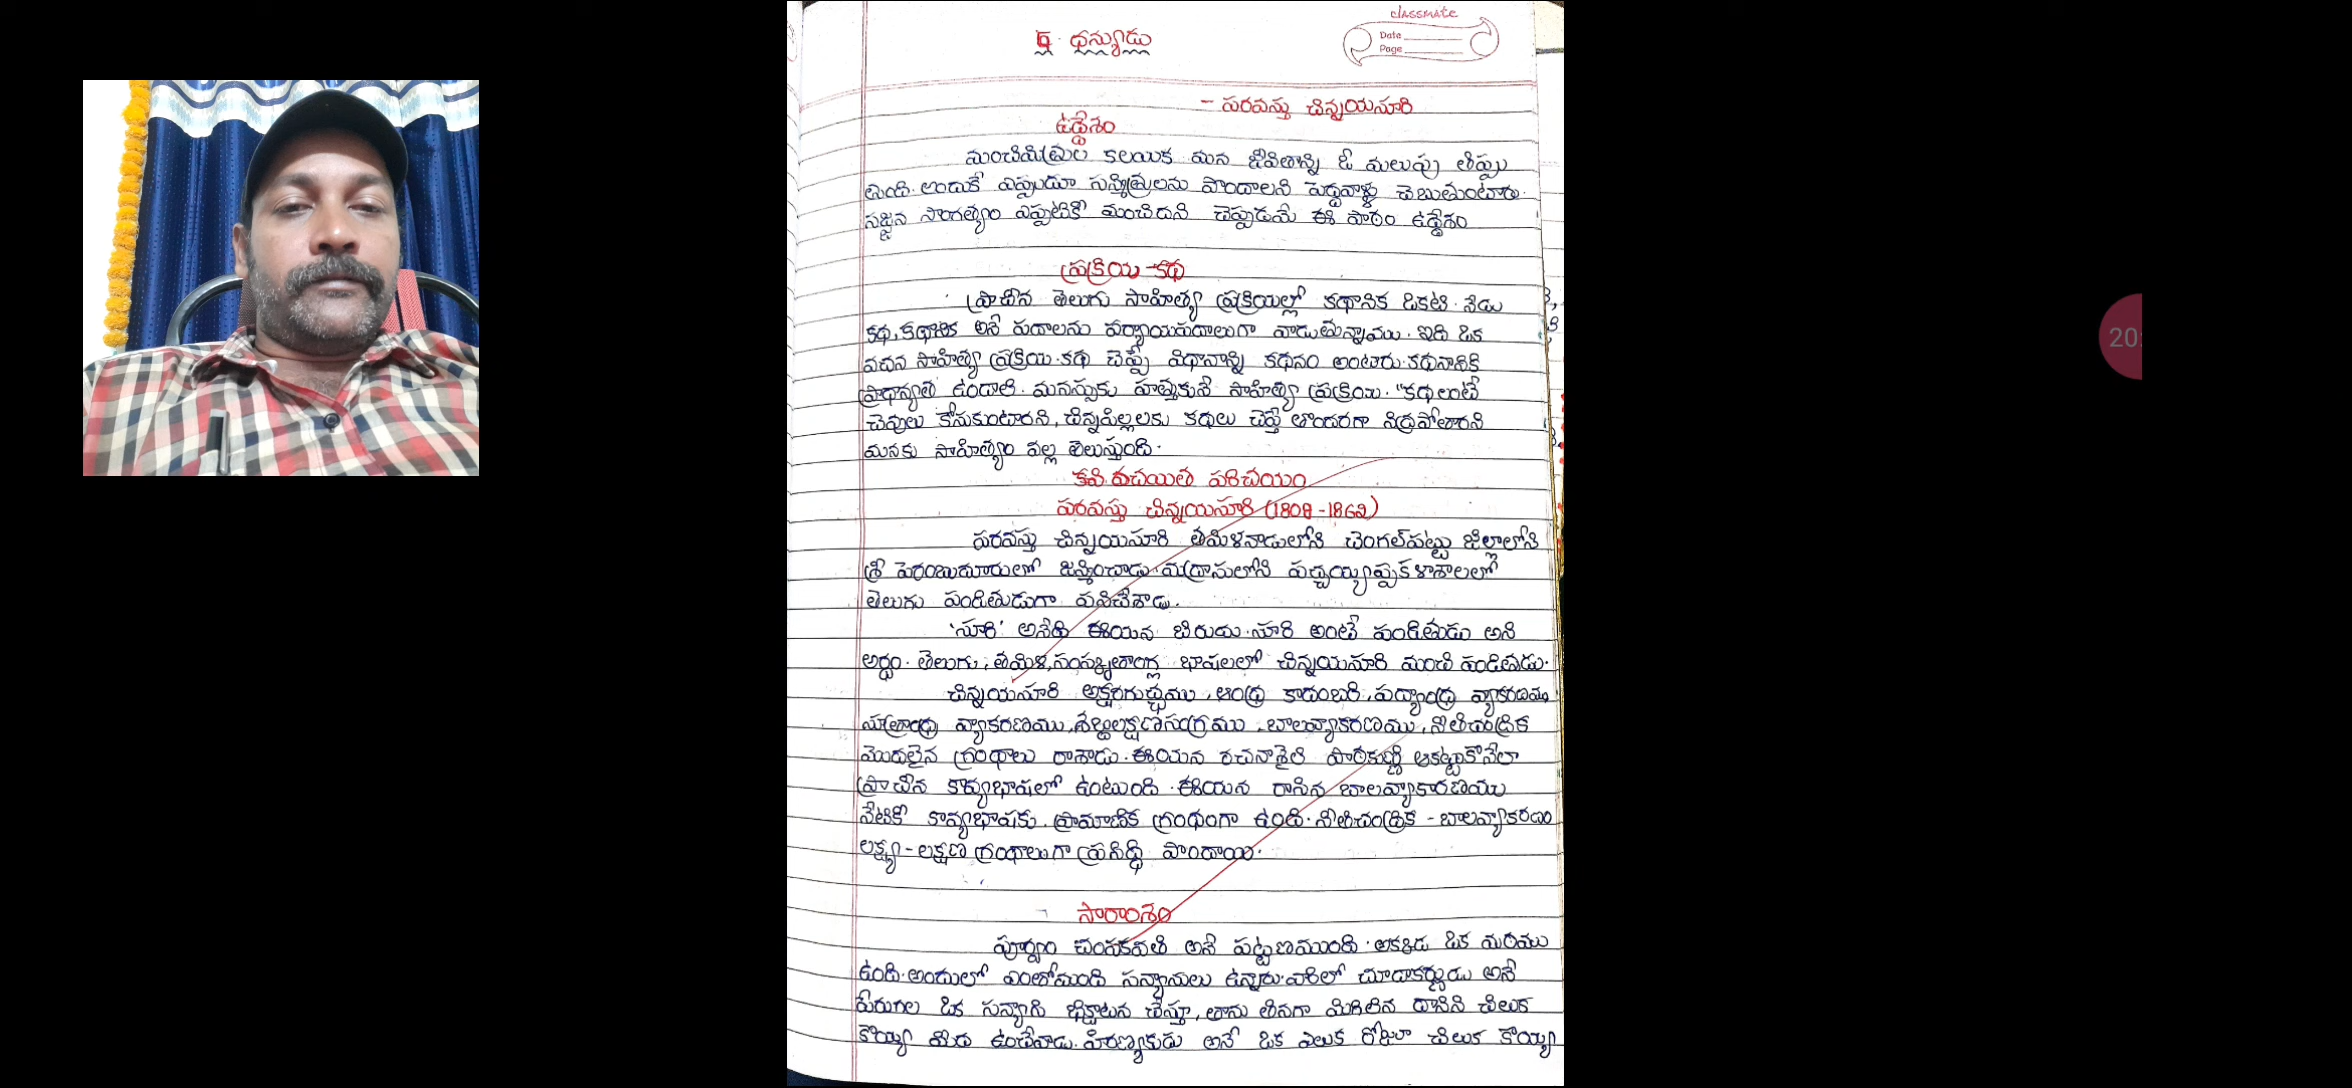 classmate
Date
Page
5. ధన్యుడు
- పరవస్తు చిన్నయసూరి
ఉద్దేశం
మంచిమిత్రుల కలయిక మన జీవితాన్ని ఓ మలుపు తిప్పు
తుంది. అందుకే ఎప్పుడూ సన్మిత్రులను పొందాలని పెద్దవాళ్లు చెబుతుంటారు.
సజ్జన సాంగత్యం ఎప్పటికీ మంచిదని చెప్పడమే ఈ పాఠం ఉద్దేశం
ప్రక్రియ - కథ
ప్రాచీన తెలుగు సాహిత్య ప్రక్రియల్లో కథానిక ఒకటి. నేడు
కథ, కథానిక అనే పదాలను పర్యాయపదాలుగా వాడుతున్నాము. ఇది ఒక
వచన సాహిత్య ప్రక్రియ. కథ చెప్పే విధానాన్ని కథనం అంటారు. కథనానికి
ప్రాధాన్యత ఉండాలి. మనస్సుకు హత్తుకునే సాహిత్య ప్రక్రియ. "కథలంటే
చెవులు కోసుకుంటారని, చిన్నపిల్లలకు కథలు చెప్తే తొందరగా నిద్రపోతారని
మనకు సాహిత్యం వల్ల తెలుస్తుంది.
కవి రచయిత పరిచయం
పరవస్తు చిన్నయసూరి (1808 - 1862)
పరవస్తు చిన్నయసూరి తమిళనాడులోని చెంగల్‌పట్టు జిల్లాలోని
శ్రీ పెరంబుదూరులో జన్మించాడు. మద్రాసులోని పచ్చయ్యప్ప కళాశాలలో
తెలుగు పండితుడుగా పనిచేశాడు.
'సూరి' అనేది ఈయన బిరుదు. సూరి అంటే పండితుడు అని
అర్థం. తెలుగు, తమిళ, సంస్కృతాంగ్ల భాషలలో చిన్నయసూరి మంచి పండితుడు.
చిన్నయసూరి అక్షరగుచ్ఛము, ఆంధ్ర కాదంబరి, పద్యాంధ్ర వ్యాకరణము,
సూత్రాంధ్ర వ్యాకరణము, శబ్దలక్షణసంగ్రము, బాలవ్యాకరణము, నీతిచంద్రిక
మొదలైన గ్రంథాలు రాశాడు. ఈయన రచనాశైలి పాఠకుణ్ణి ఆకట్టుకొనేలా
ప్రాచీన కావ్యభాషలో ఉంటుంది. ఈయన రాసిన బాలవ్యాకారణము
నేటికీ కావ్యభాషకు ప్రామాణిక గ్రంథంగా ఉంది. నీతిచంద్రిక - బాలవ్యాకరణం
లక్ష్య - లక్షణ గ్రంథాలుగా ప్రసిద్ధి పొందాయి.
సారాంశం
పూర్వం చంపకవతి అనే పట్టణముంది. అక్కడ ఒక మఠము
ఉంది. అందులో ఎంతోమంది సన్యాసులు ఉన్నారు. వారిలో చూడాకర్ణుడు అనే
పేరుగల ఒక సన్యాసి భిక్షాటన చేస్తూ, తాను తినగా మిగిలిన దానిని చిలుక
కొయ్య మీద ఉంచేవాడు. హిరణ్యకుడు అనే ఒక ఎలుక రోజూ చిలుక కొయ్య